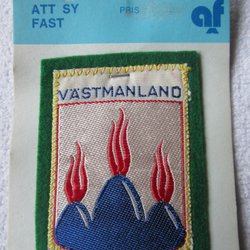 ATT SY PRIS
FAST
af
VÄSTMANLAND